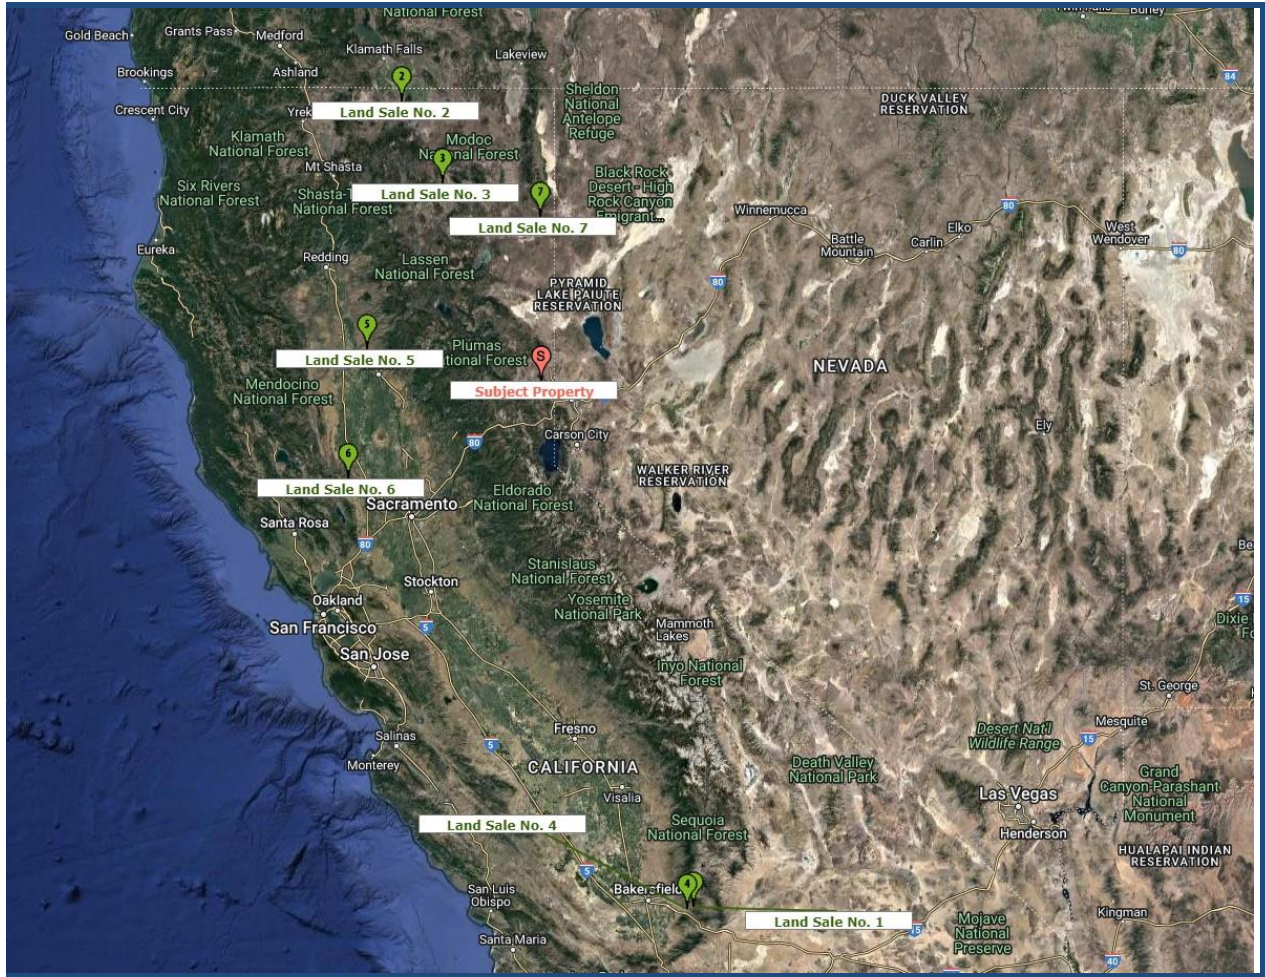 National Forest
Twin Falls
Burley
Gold Beach
Grants Pass
Medford
Klamath Falls
Lakeview
Brookings
Ashland
84
2
Sheldon
National
Antelope
Refuge
DUCK VALLEY
RESERVATION
Crescent City
Yrek
Land Sale No. 2
Klamath
National Forest
Modoc
National Forest
3
Mt Shasta
Black Rock
Desert - High
Rock Canyon
Emigrant...
Six Rivers
National Forest
Shasta-T
National Forest
Land Sale No. 3
7
Land Sale No. 7
Winnemucca
80
Elko
West
Wendover
Battle
Mountain
Carlin
80
Eureka
Redding
Lassen
National Forest
80
PYRAMID
LAKE PAIUTE
RESERVATION
5
Land Sale No. 5
Plumas
tional Forest
S
Subject Property
NEVADA
Mendocino
National Forest
Ely
80
Carson City
6
Land Sale No. 6
WALKER RIVER
RESERVATION
Eldorado
National Forest
Sacramento
Santa Rosa
80
Be
Stanislaus
National Forest
Stockton
Yosemite
National Park
Oakland
San Francisco
5
Mammoth
Lakes
15
Dixie
Fo
San Jose
Inyo National
Forest
St. George
Salinas
Monterey
Fresno
5
Desert Nat'l
Wildlife Range
Mesquite
15
CALIFORNIA
Death Valley
National Park
Grand
Canyon-Parashant
National
Monument
Visalia
Las Vegas
Henderson
Land Sale No. 4
Sequoia
National Forest
HUALAPAI INDIAN
RESERVATION
5
Bakersfield
4
San Luis
Obispo
Land Sale No. 1
15
Mojave
National
Preserve
Kingman
Santa Maria
40